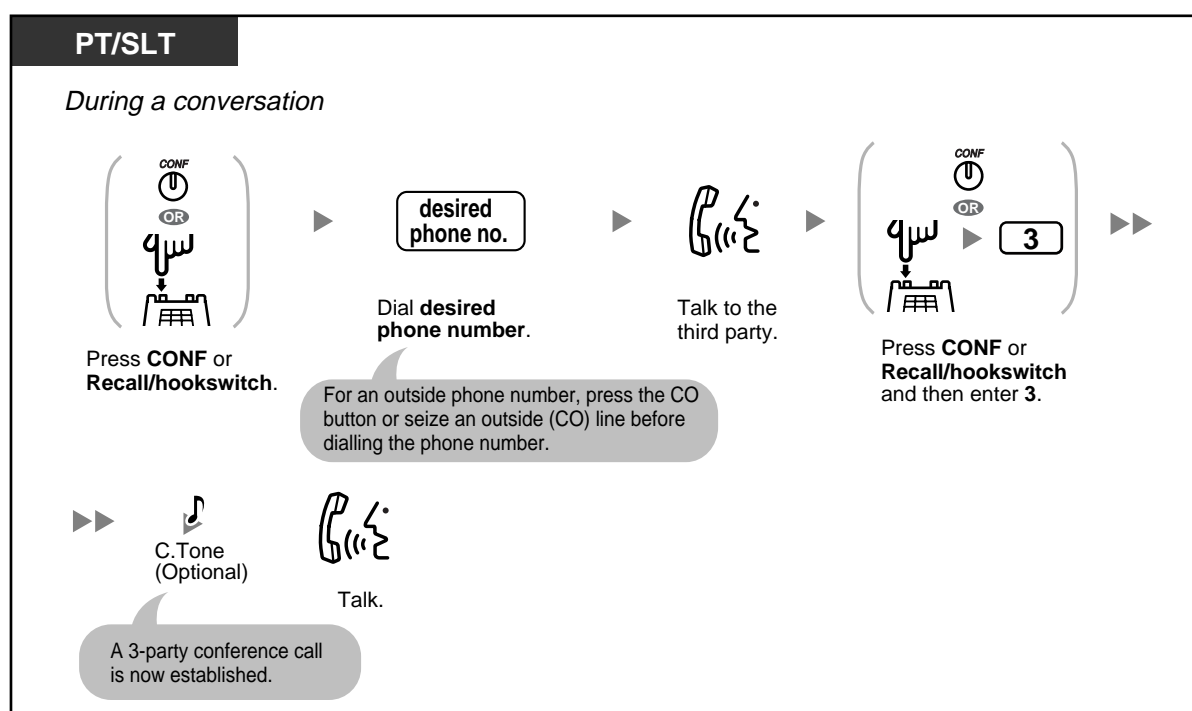 PT/SLT
During a conversation
CONF
OR
desired
phone no.
CONF
OR
3
Press CONF or
Recall/hookswitch.
Dial desired
phone number.
Talk to the
third party.
Press CONF or
Recall/hookswitch
and then enter 3.
For an outside phone number, press the CO
button or seize an outside (CO) line before
dialling the phone number.
C.Tone
(Optional)
Talk.
A 3-party conference call
is now established.